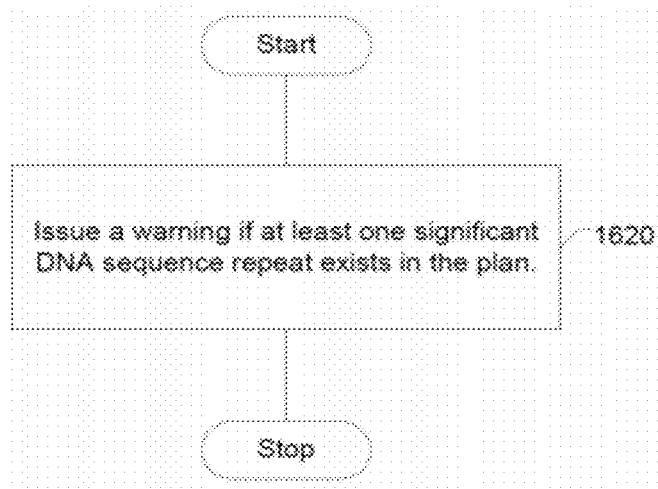 Start
Issue a warning if at least one significant
DNA sequence repeat exists in the plan.
1620
Stop